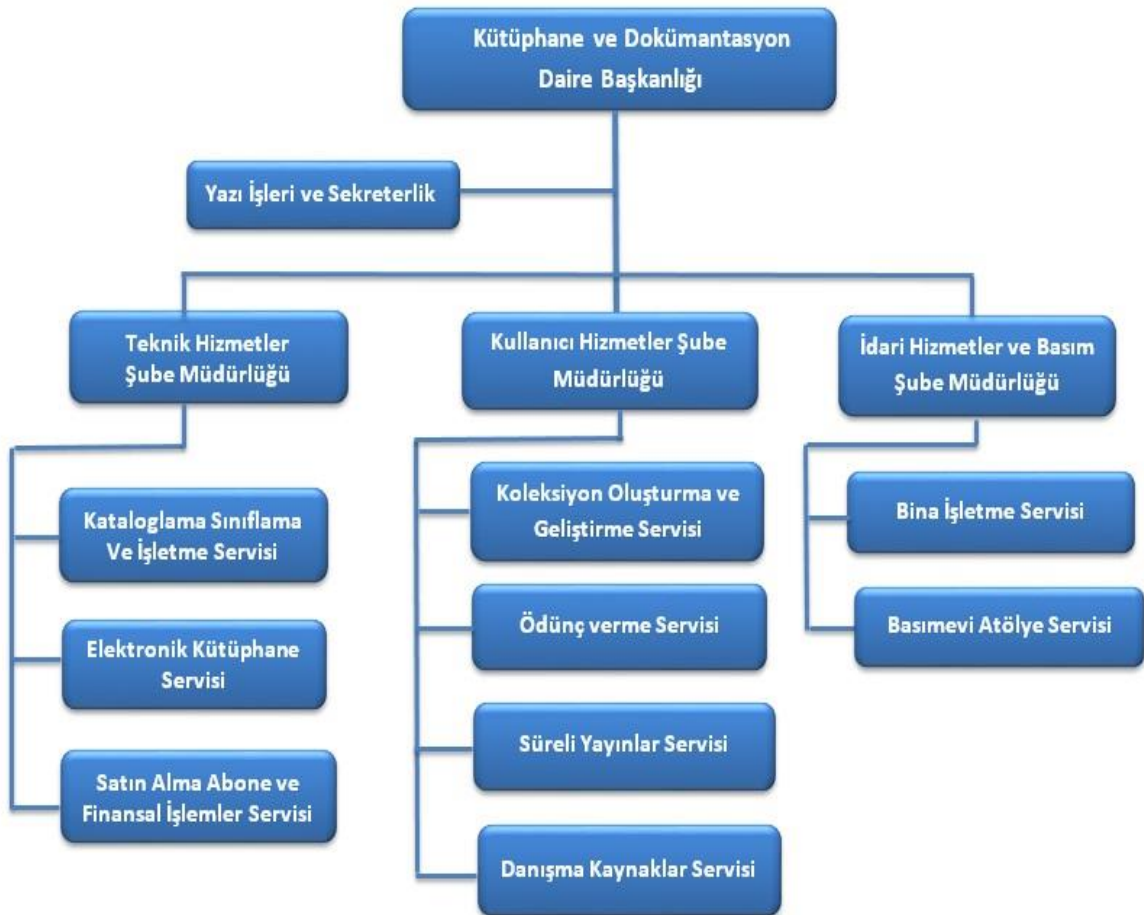 Kütüphane ve Dokümantasyon
Daire Başkanlığı
Yazı İşleri ve Sekreterlik
Teknik Hizmetler
Şube Müdürlüğü
Kullanıcı Hizmetler Şube
Müdürlüğü
İdari Hizmetler ve Basım
Şube Müdürlüğü
Kataloglama Sınıflama
Ve İşletme Servisi
Elektronik Kütüphane
Servisi
Satın Alma Abone ve
Finansal İşlemler Servisi
Koleksiyon Oluşturma ve
Geliştirme Servisi
Ödünç verme Servisi
Süreli Yayınlar Servisi
Danışma Kaynaklar Servisi
Bina İşletme Servisi
Basımevi Atölye Servisi